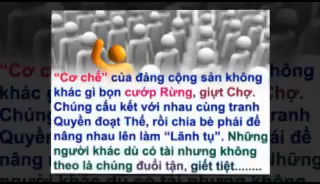 "Cơ chế" của đảng cộng sản không
khác gì bọn cướp Rừng, giựt Chợ.
Chúng cấu kết với nhau cùng tranh
Quyền đoạt Thế, rồi chia bè phái để
nâng nhau lên làm "Lãnh tụ". Những
người khác dù có tài nhưng không
theo là chúng đuổi tận, giết tiệt........